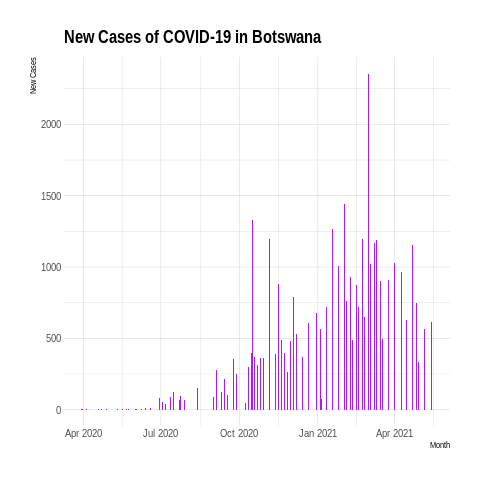 New Cases of COVID-19 in Botswana
New Cases
2000
1500
1000
500
0
Apr 2020 Jul 2020 Oct 2020 Jan 2021 Apr 2021
Month